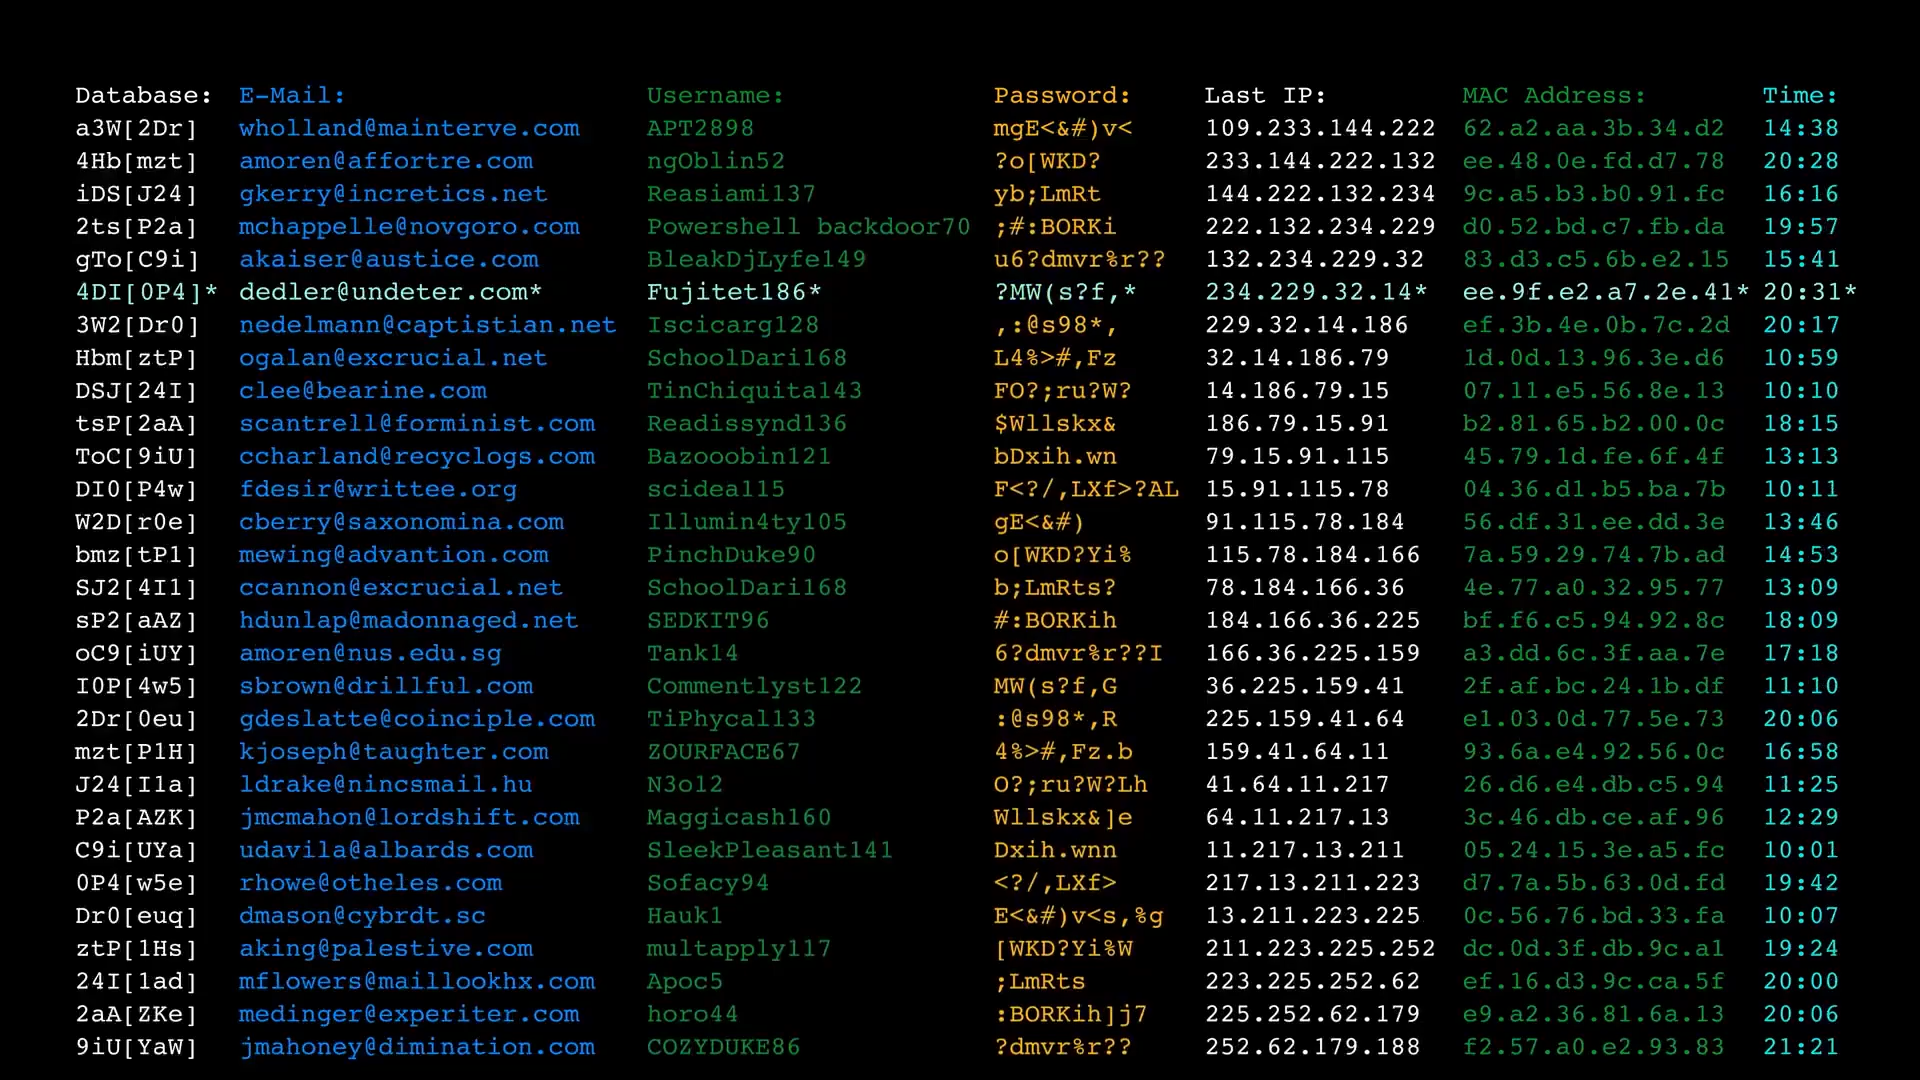 Database: E-Mail: Username: Password: Last IP: MAC Address: Time:
a3W[2Dr] wholland@mainterve.com APT2898 mgE<&#)v< 109.233.144.222 62.a2.aa.3b.34.d2 14:38
4Hb[mzt] amoren@affortre.com ngOblin52 ?o[WKD? 233.144.222.132 ee.48.0e.fd.d7.78 20:28
iDS[J24] gkerry@incretics.net Reasiami137 yb;LmRt 144.222.132.234 9c.a5.b3.b0.91.fc 16:16
2ts[P2a] mchappelle@novgoro.com Powershell backdoor70 ;#:BORKi 222.132.234.229 d0.52.bd.c7.fb.da 19:57
gTo[C9i] akaiser@austice.com BleakDjLyfe149 u6?dmvr%r?? 132.234.229.32 83.d3.c5.6b.e2.15 15:41
4DI[0P4]* dedler@undeter.com* Fujitet186* ?MW(s?f,* 234.229.32.14* ee.9f.e2.a7.2e.41* 20:31*
3W2[Dr0] nedelmann@captistian.net Iscicarg128 ,:@s98*, 229.32.14.186 ef.3b.4e.0b.7c.2d 20:17
Hbm[ztP] ogalan@excrucial.net SchoolDari168 L4%>#,Fz 32.14.186.79 1d.0d.13.96.3e.d6 10:59
DSJ[24I] clee@bearine.com TinChiquita143 FO?;ru?W? 14.186.79.15 07.11.e5.56.8e.13 10:10
tsP[2aA] scantrell@forminist.com Readissynd136 $Wllskx& 186.79.15.91 b2.81.65.b2.00.0c 18:15
ToC[9iU] ccharland@recyclogs.com Bazooobin121 bDxih.wn 79.15.91.115 45.79.1d.fe.6f.4f 13:13
DI0[P4w] fdesir@writtee.org scidea115 F<?/,LXf>?AL 15.91.115.78 04.36.d1.b5.ba.7b 10:11
W2D[r0e] cberry@saxonomina.com Illumin4ty105 gE<&#) 91.115.78.184 56.df.31.ee.dd.3e 13:46
bmz[tP1] mewing@advantion.com PinchDuke90 o[WKD?Yi% 115.78.184.166 7a.59.29.74.7b.ad 14:53
SJ2[4I1] ccannon@excrucial.net SchoolDari168 b;LmRts? 78.184.166.36 4e.77.a0.32.95.77 13:09
sP2[aAZ] hdunlap@madonnaged.net SEDKIT96 #:BORKih 184.166.36.225 bf.f6.c5.94.92.8c 18:09
oC9[iUY] amoren@nus.edu.sg Tank14 6?dmvr%r??I 166.36.225.159 a3.dd.6c.3f.aa.7e 17:18
I0P[4w5] sbrown@drillful.com Commentlyst122 MW(s?f,G 36.225.159.41 2f.af.bc.24.1b.df 11:10
2Dr[0eu] gdeslatte@coinciple.com TiPhycal133 :@s98*,R 225.159.41.64 e1.03.0d.77.5e.73 20:06
mzt[P1H] kjoseph@taughter.com ZOURFACE67 4%>#,Fz.b 159.41.64.11 93.6a.e4.92.56.0c 16:58
J24[I1a] ldrake@nincsmail.hu N3ol2 O?;ru?W?Lh 41.64.11.217 26.d6.e4.db.c5.94 11:25
P2a[AZK] jmcmahon@lordshift.com Maggicash160 Wllskx&]e 64.11.217.13 3c.46.db.ce.af.96 12:29
C9i[UYa] udavila@albards.com SleekPleasant141 Dxih.wnn 11.217.13.211 05.24.15.3e.a5.fc 10:01
0P4[w5e] rhowe@otheles.com Sofacy94 <?/,LXf> 217.13.211.223 d7.7a.5b.63.0d.fd 19:42
Dr0[euq] dmason@cybrdt.sc Hauk1 E<&#)v<s,%g 13.211.223.225 0c.56.76.bd.33.fa 10:07
ztP[1Hs] aking@palestive.com multapply117 [WKD?Yi%W 211.223.225.252 dc.0d.3f.db.9c.a1 19:24
24I[1ad] mflowers@maillookhx.com Apoc5 ;LmRts 223.225.252.62 ef.16.d3.9c.ca.5f 20:00
2aA[ZKe] medinger@experiter.com horo44 :BORKih]j7 225.252.62.179 e9.a2.36.81.6a.13 20:06
9iU[YaW] jmahoney@dimination.com COZYDUKE86 ?dmvr%r?? 252.62.179.188 f2.57.a0.e2.93.83 21:21